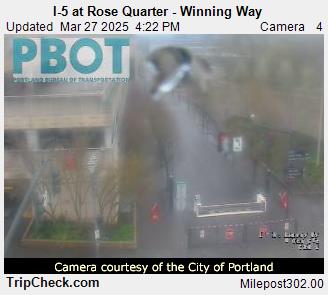 I-5 at Rose Quarter - Winning Way
Updated Mar 27 2025 4:22 PM Camera 4
PBOT
PORTLAND BUREAU OF TRANSPORTATION
Camera courtesy of the City of Portland
TripCheck.com Milepost302.00